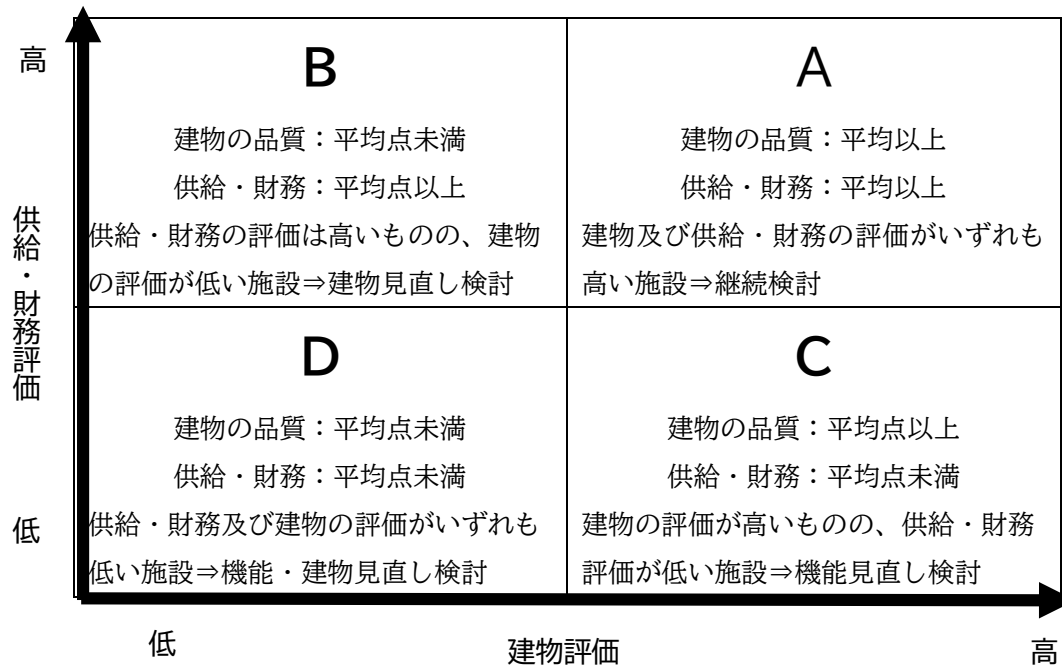 高
B
建物の品質：平均点未満
供給・財務：平均点以上
供給・財務の評価は高いものの、建物
の評価が低い施設⇒建物見直し検討
A
建物の品質：平均以上
供給・財務：平均以上
建物及び供給・財務の評価がいずれも
高い施設⇒継続検討
供給・財務評価
D
建物の品質：平均点未満
供給・財務：平均点未満
供給・財務及び建物の評価がいずれも
低い施設⇒機能・建物見直し検討
C
建物の品質：平均点以上
供給・財務：平均点未満
建物の評価が高いものの、供給・財務
評価が低い施設⇒機能見直し検討
低
低
建物評価
高